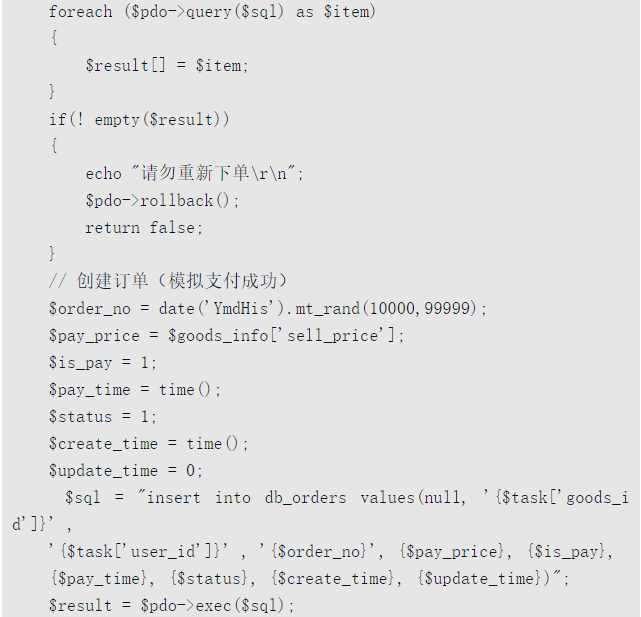 foreach ($pdo->query($sql) as $item)
{
$result[] = $item;
}
if(! empty($result))
{
echo "请勿重新下单\r\n";
$pdo->rollback();
return false;
}
// 创建订单（模拟支付成功）
$order_no = date('YmdHis').mt_rand(10000,99999);
$pay_price = $goods_info['sell_price'];
$is_pay = 1;
$pay_time = time();
$status = 1;
$create_time = time();
$update_time = 0;
$sql = "insert into db_orders values(null, '{$task['goods_i
d']}' ,
'{$task['user_id']}' , '{$order_no}', {$pay_price}, {$is_pay},
{$pay_time}, {$status}, {$create_time}, {$update_time})";
$result = $pdo->exec($sql);